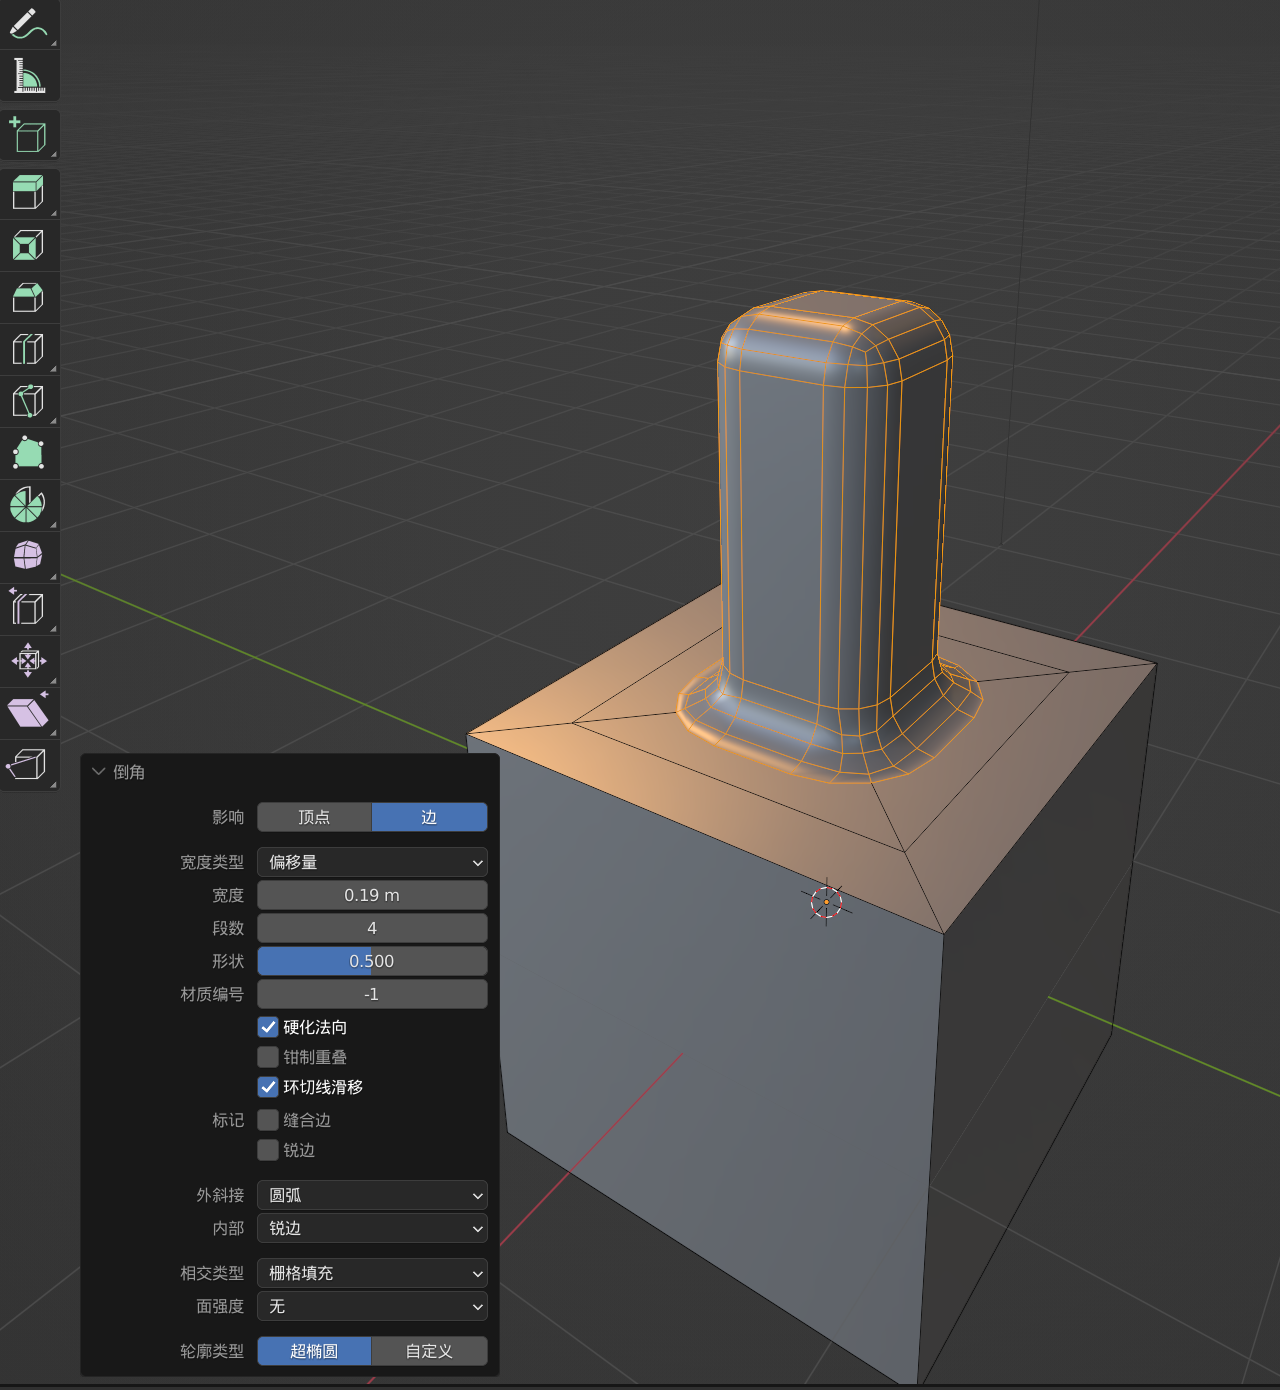 倒角
影响 顶点 边
宽度类型 偏移量
宽度 0.19 m
段数 4
形状 0.500
材质编号 -1
硬化法向
钳制重叠
环切线滑移
标记 缝合边
锐边
外斜接 圆弧
内部 锐边
相交类型 栅格填充
面强度 无
轮廓类型 超椭圆 自定义